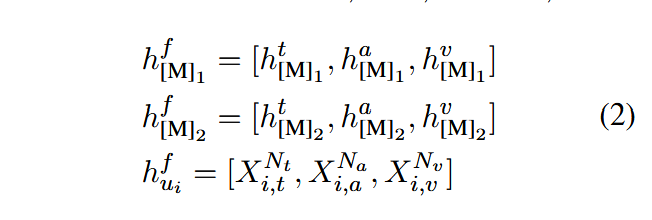 h^f_{[M]_1} = [h^t_{[M]_1}, h^a_{[M]_1}, h^v_{[M]_1}]
h^f_{[M]_2} = [h^t_{[M]_2}, h^a_{[M]_2}, h^v_{[M]_2}] (2)
h^f_{u_i} = [X^{N_t}_{i,t}, X^{N_a}_{i,a}, X^{N_v}_{i,v}]